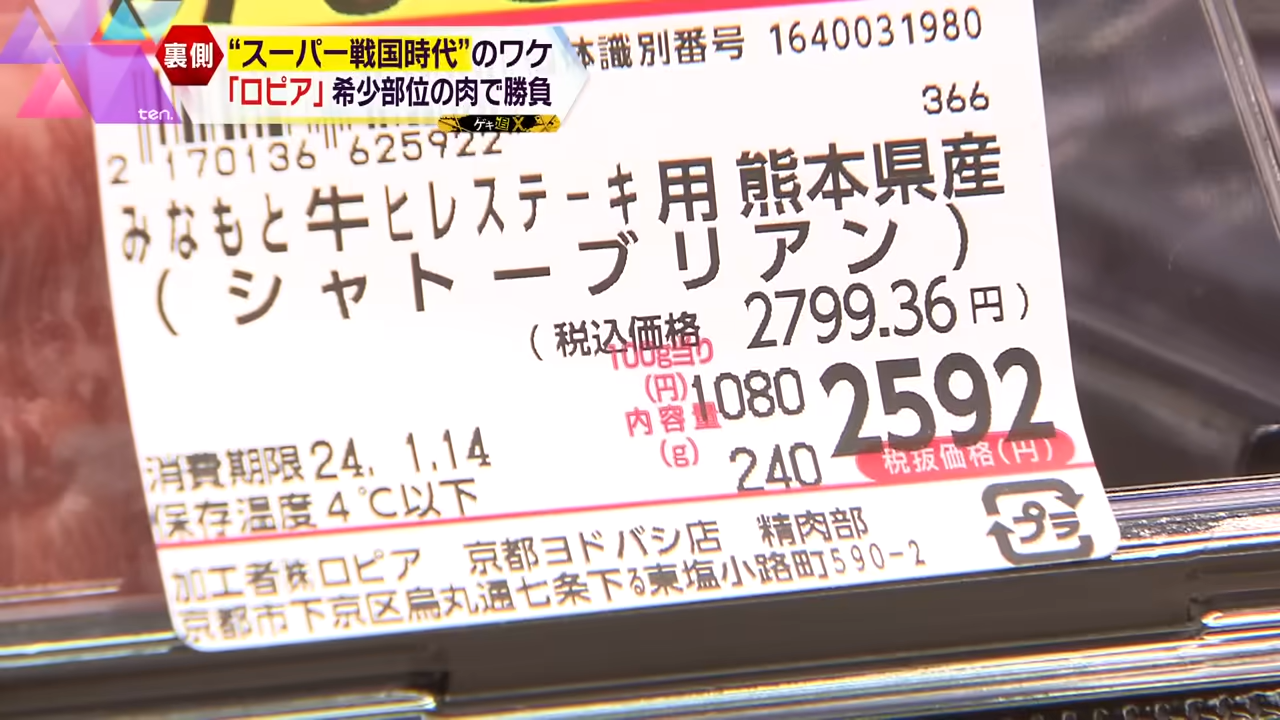 裏側
“スーパー戦国時代”のワケ
「ロピア」希少部位の肉で勝負
ten.
ゲキ追X
体識別番号 1640031980
366
2 170136 625922
みなもと牛ヒレステーキ用 熊本県産
(シャトーブリアン)
(税込価格 2799.36円)
100g当り
(円) 1080 2592
内容量
(g) 240 税抜価格(円)
消費期限 24. 1.14
保存温度 4℃以下
プラ
加工者㈱ロピア 京都ヨドバシ店 精肉部
京都市下京区烏丸通七条下る東塩小路町590-2